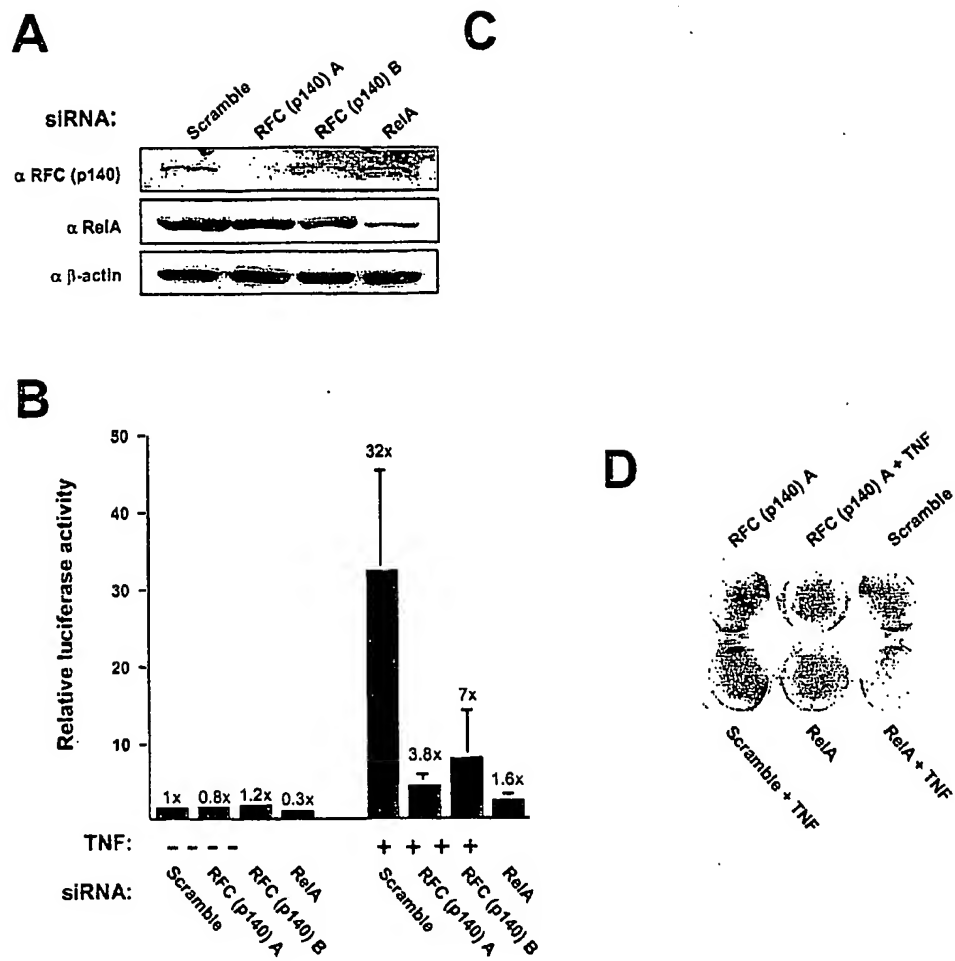 A
C
siRNA:
Scramble
RFC (p140) A
RFC (p140) B
RelA
α RFC (p140)
α RelA
α β-actin
B
Relative luciferase activity
50
40
30
20
10
1x
0.8x
1.2x
0.3x
32x
3.8x
7x
1.6x
TNF:
- - - -
+ + + +
siRNA:
Scramble
RFC (p140) A
RFC (p140) B
RelA
Scramble
RFC (p140) A
RFC (p140) B
RelA
D
RFC (p140) A
RFC (p140) A + TNF
Scramble
Scramble + TNF
RelA
RelA + TNF